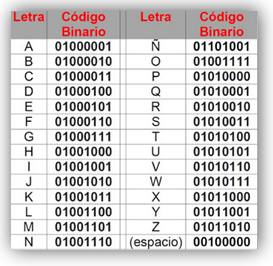 Letra Código Binario Letra Código Binario
A 01000001 Ñ 01101001
B 01000010 O 01001111
C 01000011 P 01010000
D 01000100 Q 01010001
E 01000101 R 01010010
F 01000110 S 01010011
G 01000111 T 01010100
H 01001000 U 01010101
I 01001001 V 01010110
J 01001010 W 01010111
K 01001011 X 01011000
L 01001100 Y 01011001
M 01001101 Z 01011010
N 01001110 (espacio) 00100000